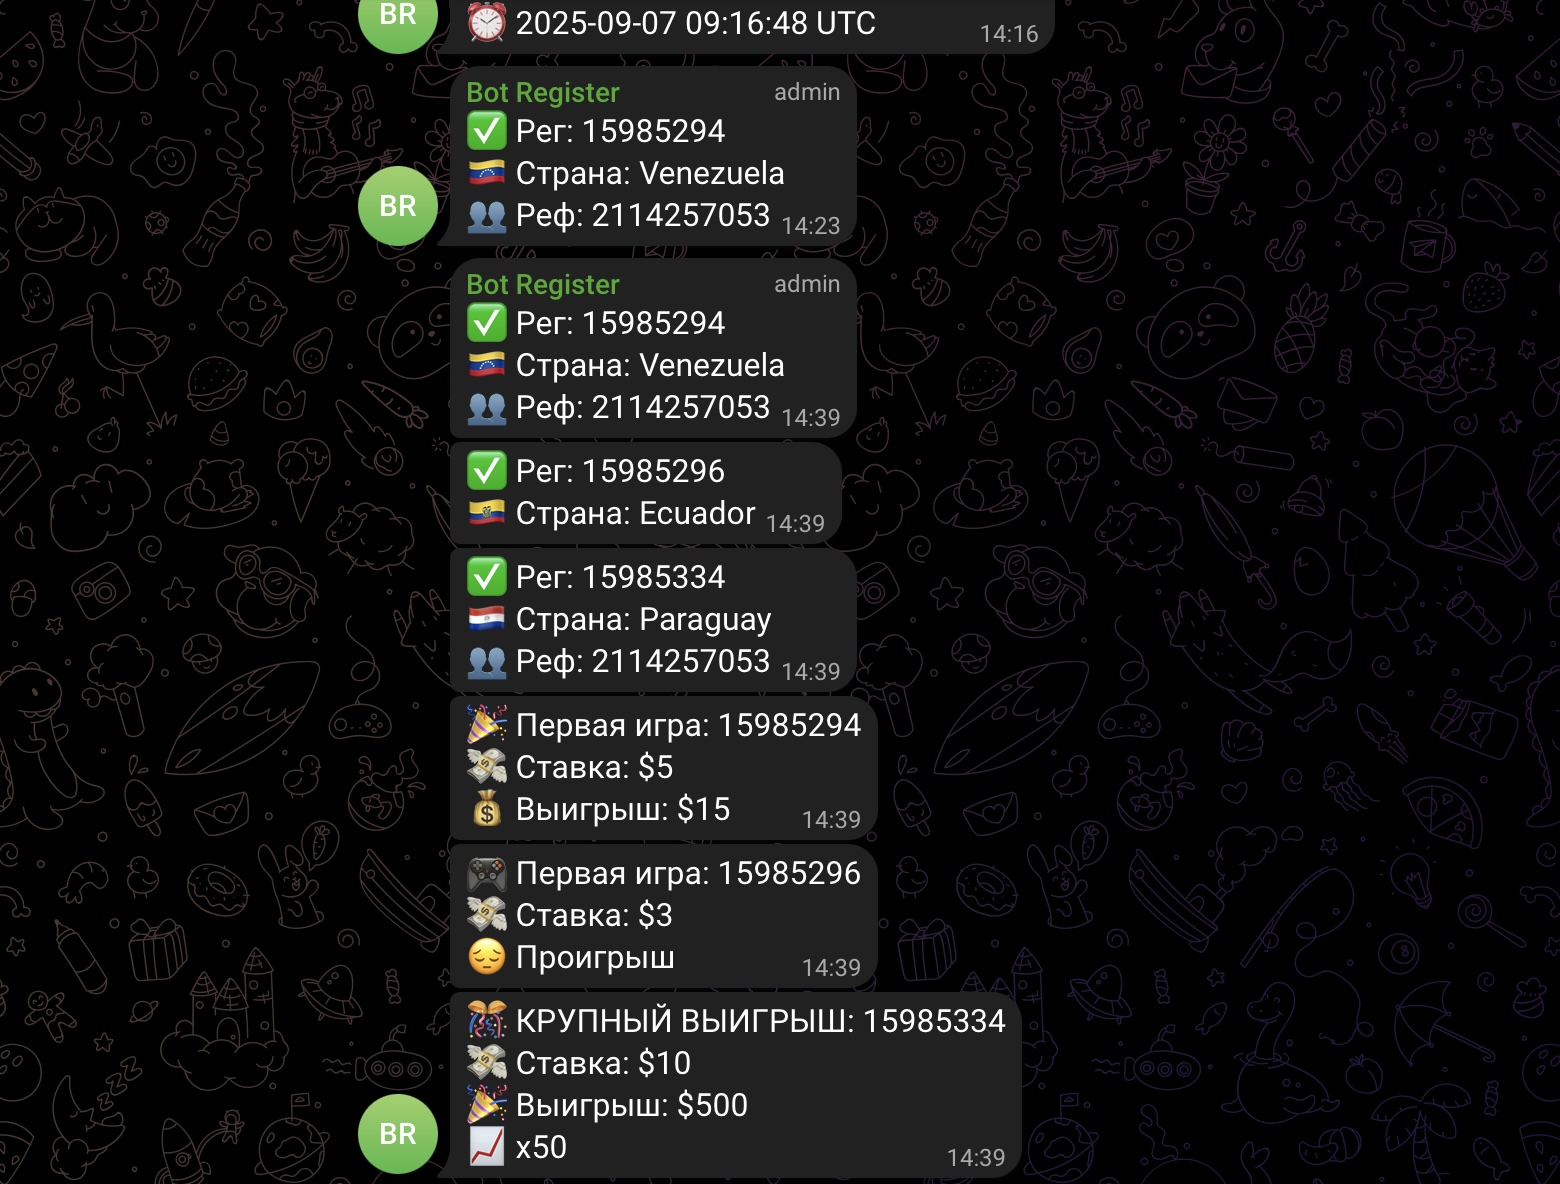 BR
⏰ 2025-09-07 09:16:48 UTC 14:16
Bot Register admin
✅ Рег: 15985294
🇻🇪 Страна: Venezuela
BR
👥 Реф: 2114257053 14:23
Bot Register admin
✅ Рег: 15985294
🇻🇪 Страна: Venezuela
👥 Реф: 2114257053 14:39
✅ Рег: 15985296
🇪🇨 Страна: Ecuador 14:39
✅ Рег: 15985334
🇵🇾 Страна: Paraguay
👥 Реф: 2114257053 14:39
🎉 Первая игра: 15985294
💸 Ставка: $5
💰 Выигрыш: $15 14:39
🎮 Первая игра: 15985296
💸 Ставка: $3
😔 Проигрыш 14:39
🎊 КРУПНЫЙ ВЫИГРЫШ: 15985334
💸 Ставка: $10
🎉 Выигрыш: $500
BR
📈 x50 14:39